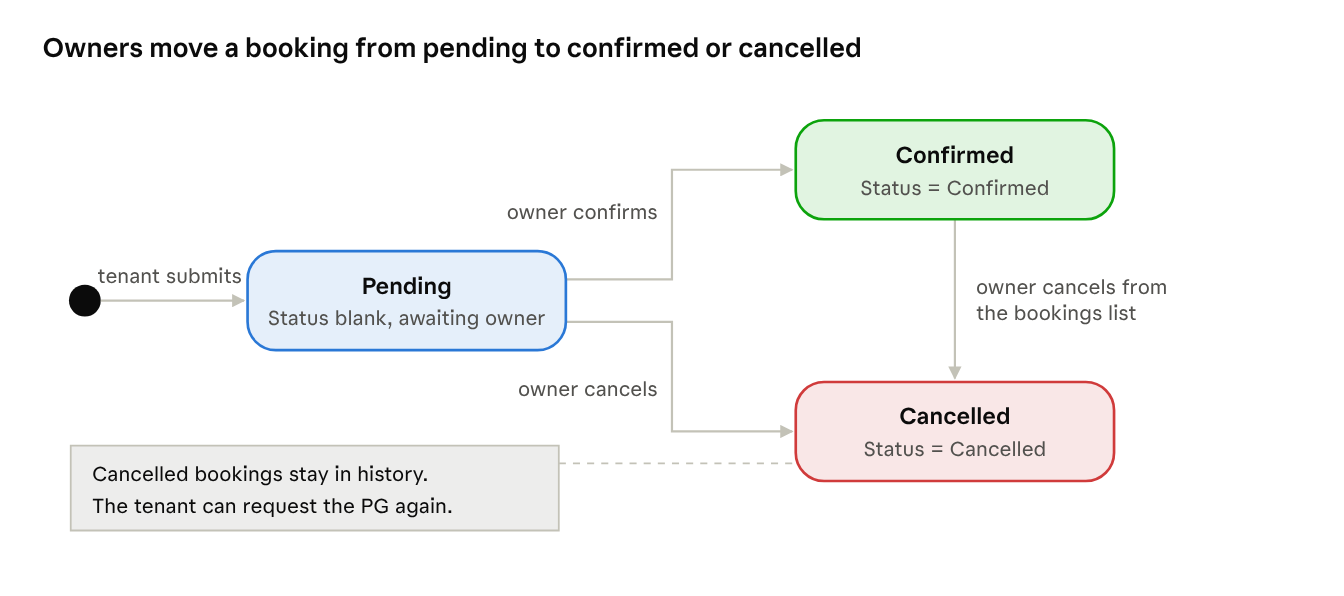 Owners move a booking from pending to confirmed or cancelled
Confirmed
Status = Confirmed
owner confirms
tenant submits
Pending
Status blank, awaiting owner
owner cancels from
the bookings list
owner cancels
Cancelled
Status = Cancelled
Cancelled bookings stay in history.
The tenant can request the PG again.